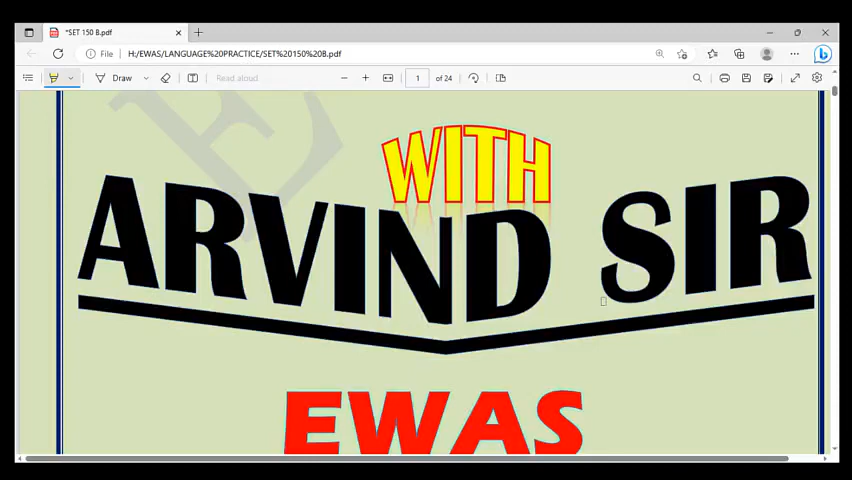 *SET 150 B.pdf
File H:/EWAS/LANGUAGE%20PRACTICE/SET%20150%20B.pdf
Draw Read aloud 1 of 24
WITH
ARVIND SIR
EWAS